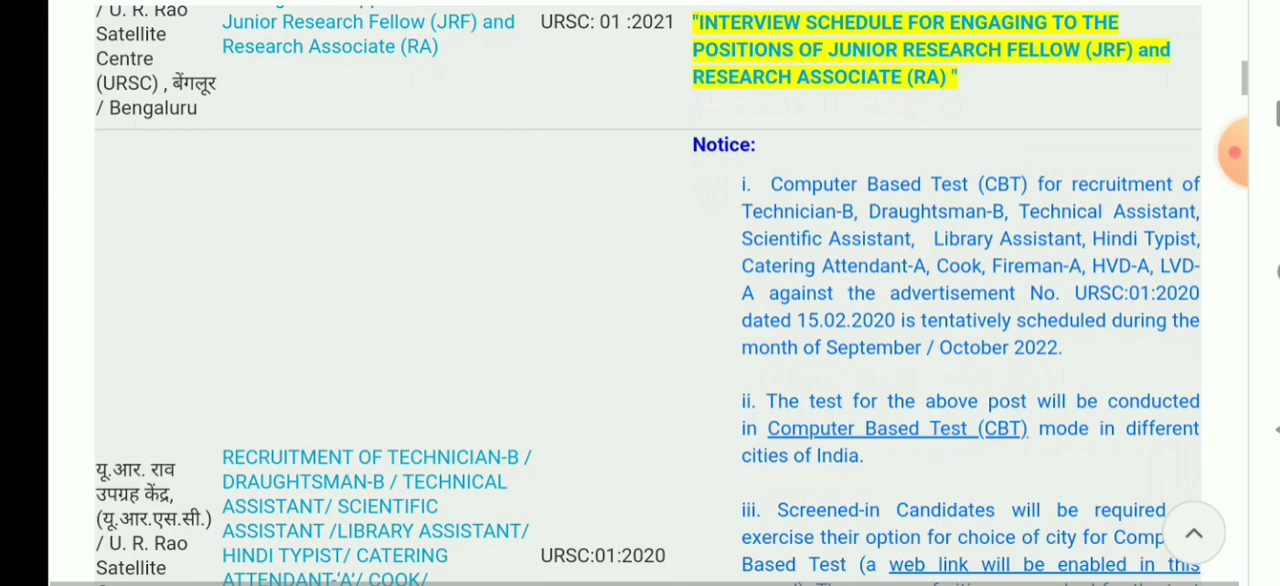 / U. R. Rao
Satellite
Centre
(URSC) , बेंगलूर
/ Bengaluru
Junior Research Fellow (JRF) and
Research Associate (RA)
URSC: 01 :2021
"INTERVIEW SCHEDULE FOR ENGAGING TO THE
POSITIONS OF JUNIOR RESEARCH FELLOW (JRF) and
RESEARCH ASSOCIATE (RA) "
यू.आर. राव
उपग्रह केंद्र,
(यू.आर.एस.सी.)
/ U. R. Rao
Satellite
RECRUITMENT OF TECHNICIAN-B /
DRAUGHTSMAN-B / TECHNICAL
ASSISTANT/ SCIENTIFIC
ASSISTANT /LIBRARY ASSISTANT/
HINDI TYPIST/ CATERING
ATTENDANT-'A'/ COOK/
URSC:01:2020
Notice:
i. Computer Based Test (CBT) for recruitment of
Technician-B, Draughtsman-B, Technical Assistant,
Scientific Assistant, Library Assistant, Hindi Typist,
Catering Attendant-A, Cook, Fireman-A, HVD-A, LVD-
A against the advertisement No. URSC:01:2020
dated 15.02.2020 is tentatively scheduled during the
month of September / October 2022.
ii. The test for the above post will be conducted
in Computer Based Test (CBT) mode in different
cities of India.
iii. Screened-in Candidates will be required
exercise their option for choice of city for Comp
Based Test (a web link will be enabled in this